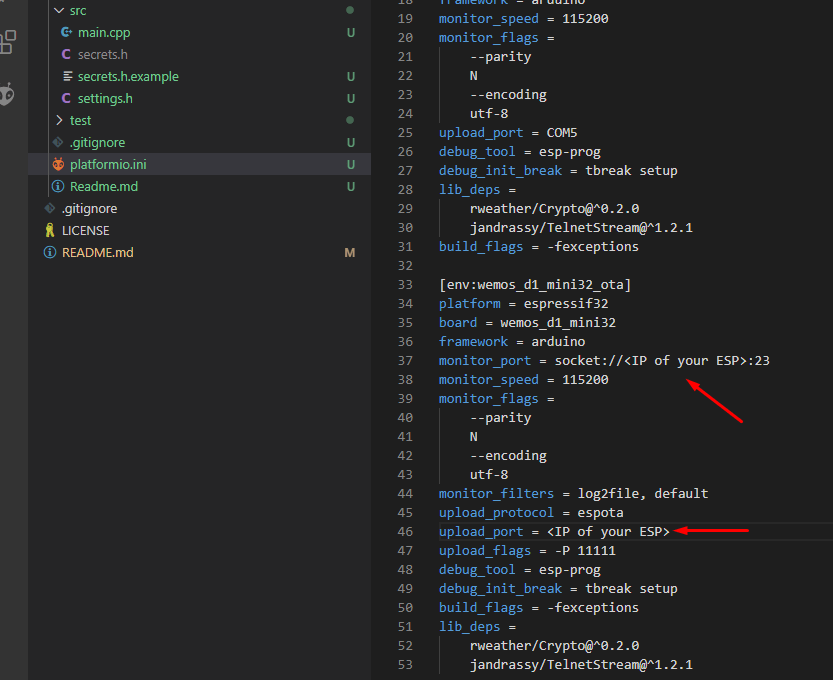 src
main.cpp U
secrets.h
secrets.h.example U
settings.h U
test
.gitignore U
platformio.ini U
Readme.md U
.gitignore
LICENSE
README.md M
18 framework = arduino
19 monitor_speed = 115200
20 monitor_flags =
21 --parity
22 N
23 --encoding
24 utf-8
25 upload_port = COM5
26 debug_tool = esp-prog
27 debug_init_break = tbreak setup
28 lib_deps =
29 rweather/Crypto@^0.2.0
30 jandrassy/TelnetStream@^1.2.1
31 build_flags = -fexceptions
32
33 [env:wemos_d1_mini32_ota]
34 platform = espressif32
35 board = wemos_d1_mini32
36 framework = arduino
37 monitor_port = socket://<IP of your ESP>:23
38 monitor_speed = 115200
39 monitor_flags =
40 --parity
41 N
42 --encoding
43 utf-8
44 monitor_filters = log2file, default
45 upload_protocol = espota
46 upload_port = <IP of your ESP>
47 upload_flags = -P 11111
48 debug_tool = esp-prog
49 debug_init_break = tbreak setup
50 build_flags = -fexceptions
51 lib_deps =
52 rweather/Crypto@^0.2.0
53 jandrassy/TelnetStream@^1.2.1